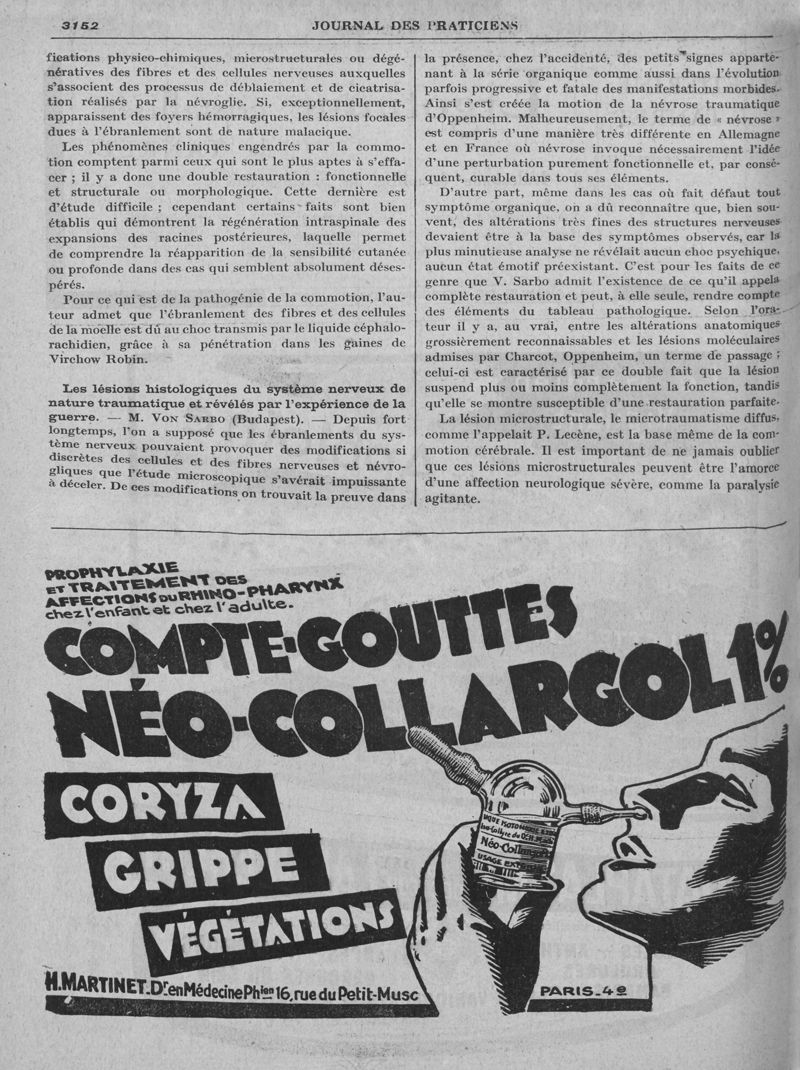 3152
JOURNAL DES PRATICIENS
fications physico-chimiques, microstructurales ou dégé-
nératives des fibres et des cellules nerveuses auxquelles
s'associent des processus de déblaiement et de cicatrisa-
tion réalisés par la névroglie. Si, exceptionnellement,
apparaissent des foyers hémorragiques, les lésions focales
dues à l'ébranlement sont de nature malacique.
Les phénomènes cliniques engendrés par la commo-
tion comptent parmi ceux qui sont le plus aptes à s'effa-
cer ; il y a donc une double restauration : fonctionnelle
et structurale ou morphologique. Cette dernière est
d'étude difficile ; cependant certains faits sont bien
établis qui démontrent la régénération intraspinale des
expansions des racines postérieures, laquelle permet
de comprendre la réapparition de la sensibilité cutanée
ou profonde dans des cas qui semblent absolument déses-
pérés.
Pour ce qui est de la pathogénie de la commotion, l'au-
teur admet que l'ébranlement des fibres et des cellules
de la moelle est dû au choc transmis par le liquide céphalo-
rachidien, grâce à sa pénétration dans les gaines de
Virchow Robin.
Les lésions histologiques du système nerveux de
nature traumatique et révélés par l'expérience de la
guerre. — M. VON SARBO (Budapest). — Depuis fort
longtemps, l'on a supposé que les ébranlements du sys-
tème nerveux pouvaient provoquer des modifications si
discrètes des cellules et des fibres nerveuses et névro-
gliques que l'étude microscopique s'avérait impuissante
à déceler. De ces modifications on trouvait la preuve dans
la présence, chez l'accidenté, des petits signes apparte-
nant à la série organique comme aussi dans l'évolution
parfois progressive et fatale des manifestations morbides.
Ainsi s'est créée la motion de la névrose traumatique
d'Oppenheim. Malheureusement, le terme de « névrose »
est compris d'une manière très différente en Allemagne
et en France où névrose invoque nécessairement l'idée
d'une perturbation purement fonctionnelle et, par consé-
quent, curable dans tous ses éléments.
D'autre part, même dans les cas où fait défaut tout
symptôme organique, on a dû reconnaître que, bien sou-
vent, des altérations très fines des structures nerveuses
devaient être à la base des symptômes observés, car la
plus minutieuse analyse ne révélait aucun choc psychique,
aucun état émotif préexistant. C'est pour les faits de ce
genre que V. Sarbo admit l'existence de ce qu'il appela
complète restauration et peut, à elle seule, rendre compte
des éléments du tableau pathologique. Selon l'ora-
teur il y a, au vrai, entre les altérations anatomiques
grossièrement reconnaissables et les lésions moléculaires
admises par Charcot, Oppenheim, un terme de passage ;
celui-ci est caractérisé par ce double fait que la lésion
suspend plus ou moins complètement la fonction, tandis
qu'elle se montre susceptible d'une restauration parfaite.
La lésion microstructurale, le microtraumatisme diffus,
comme l'appelait P. Lecène, est la base même de la com-
motion cérébrale. Il est important de ne jamais oublier
que ces lésions microstructurales peuvent être l'amorce
d'une affection neurologique sévère, comme la paralysie
agitante.
PROPHYLAXIE
ET TRAITEMENT DES
AFFECTIONS DU RHINO-PHARYNX
chez l'enfant et chez l'adulte.
COMPTE-GOUTTES
NÉO-COLLARGOL 1%
CORYZA
GRIPPE
VÉGÉTATIONS
Néo-Collargol
USAGE EXTERNE
H. MARTINET. Dr en Médecine Phien 16, rue du Petit-Musc
PARIS_4e